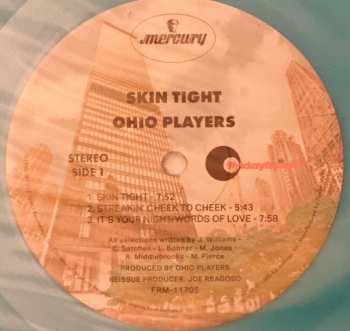 mercury
SKIN TIGHT
OHIO PLAYERS
STEREO
SIDE 1
1. SKIN TIGHT - 7:52
2. STREAKIN' CHEEK TO CHEEK - 5:43
3. IT'S YOUR NIGHT/WORDS OF LOVE - 7:58
All selections written by J. Williams -
C. Satchell - L. Bonner - M. Jones
R. Middlebrooks - M. Pierce
PRODUCED BY OHIO PLAYERS
REISSUE PRODUCER: JOE REAGOSO
FRM-11705